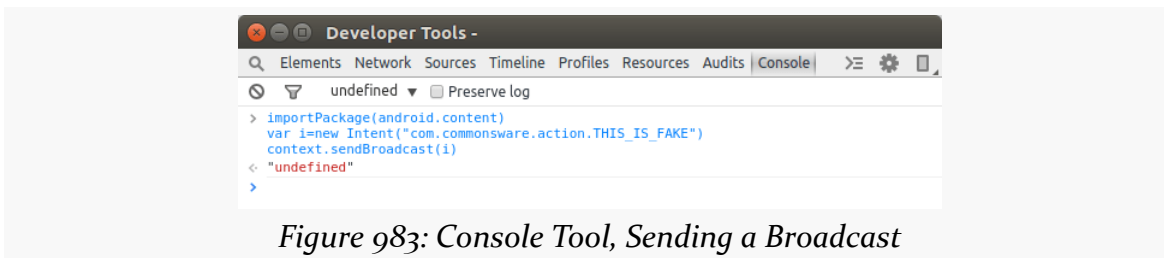 Developer Tools -
Elements Network Sources Timeline Profiles Resources Audits Console
undefined ▼ Preserve log
> importPackage(android.content)
var i=new Intent("com.commonsware.action.THIS_IS_FAKE")
context.sendBroadcast(i)
"undefined"
>
Figure 983: Console Tool, Sending a Broadcast